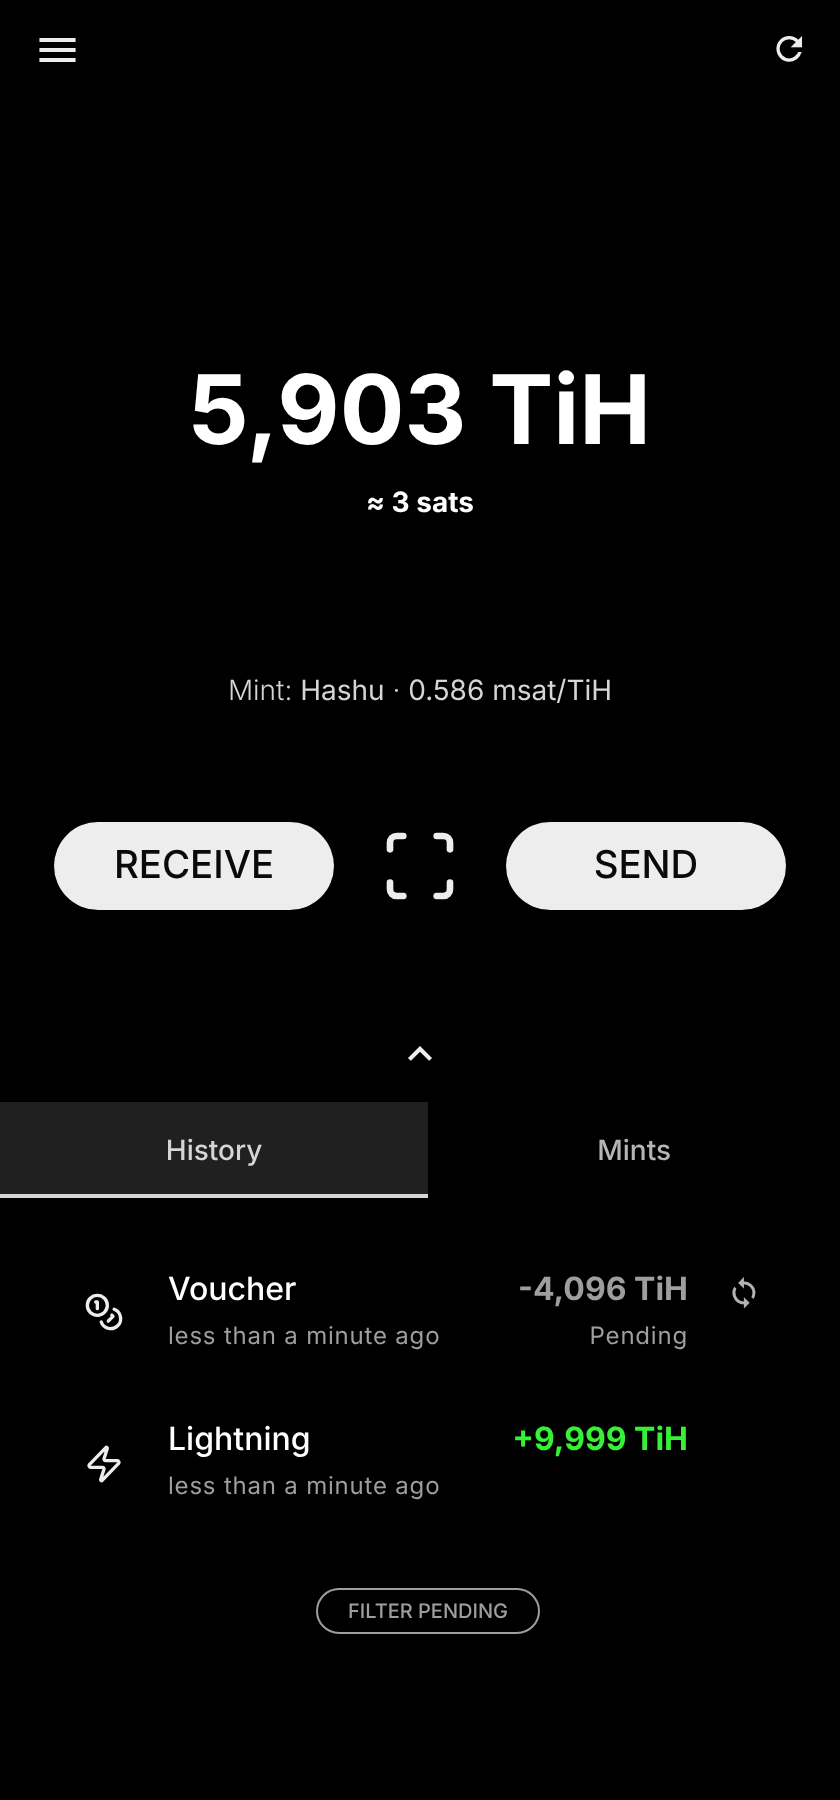 5,903 TiH
≈ 3 sats
Mint: Hashu · 0.586 msat/TiH
RECEIVE
SEND
History
Mints
Voucher
-4,096 TiH
less than a minute ago
Pending
Lightning
+9,999 TiH
less than a minute ago
FILTER PENDING